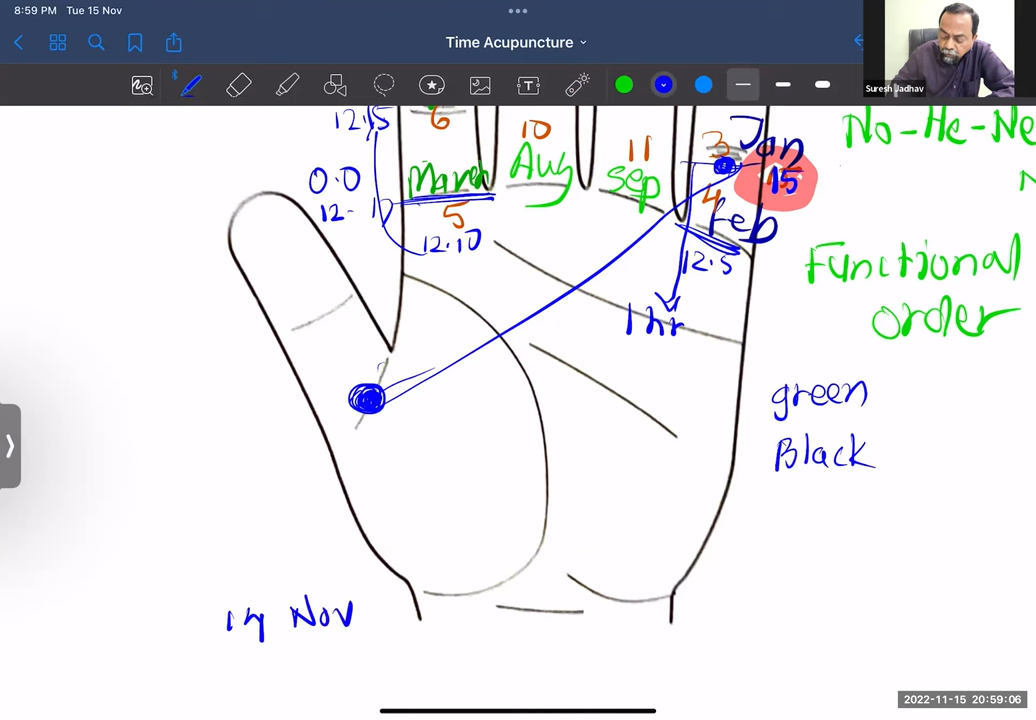 8:59 PM Tue 15 Nov
Time Acupuncture
Suresh Jadhav
12.15
6
10
11
3
Jan
No-He-Ne
0.0
March
Aug
Sep
15
N
12.10
5
4
Feb
12.10
12.5
Functional
1 hr
order
green
Black
14 Nov
2022-11-15 20:59:06